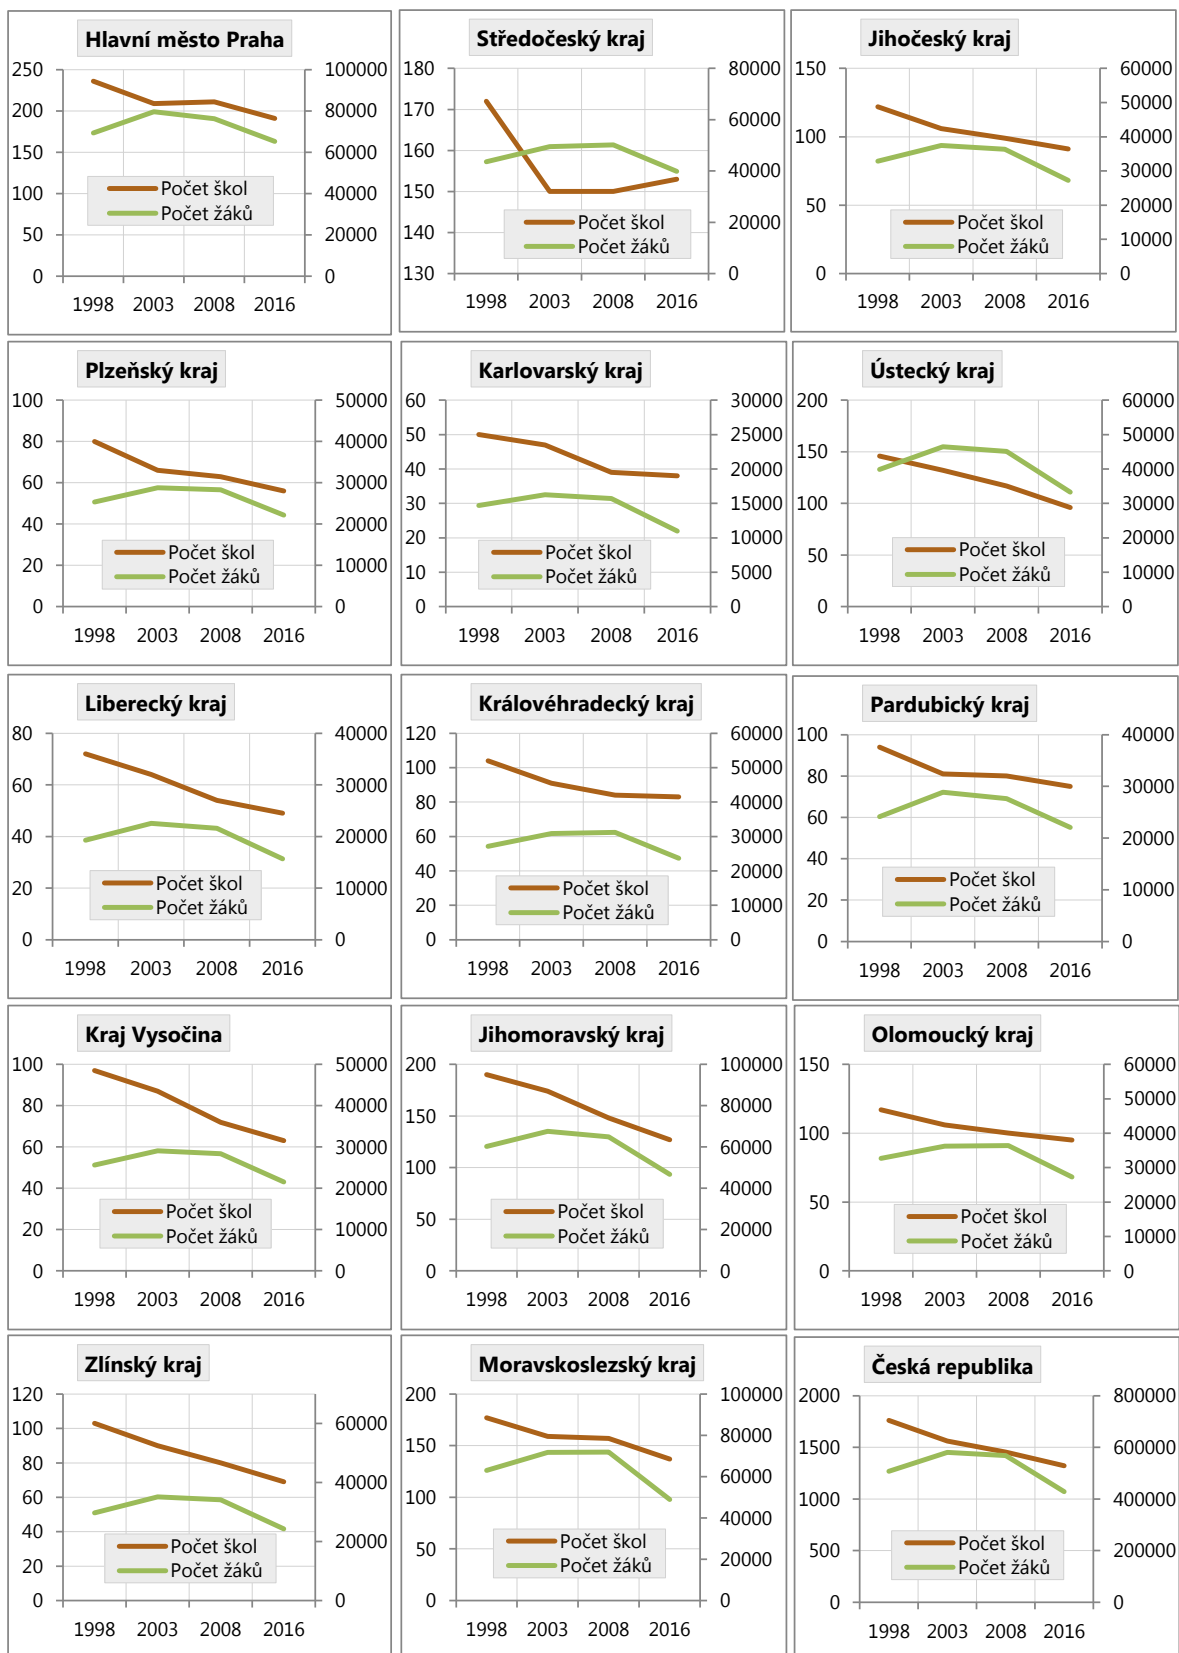 Hlavní město Praha
250
200
150
100
50
0
100000
80000
60000
40000
20000
0
Počet škol
Počet žáků
1998 2003 2008 2016
Středočeský kraj
180
170
160
150
140
130
80000
60000
40000
20000
0
Počet škol
Počet žáků
1998 2003 2008 2016
Jihočeský kraj
150
100
50
0
60000
50000
40000
30000
20000
10000
0
Počet škol
Počet žáků
1998 2003 2008 2016
Plzeňský kraj
100
80
60
40
20
0
50000
40000
30000
20000
10000
0
Počet škol
Počet žáků
1998 2003 2008 2016
Karlovarský kraj
60
50
40
30
20
10
0
30000
25000
20000
15000
10000
5000
0
Počet škol
Počet žáků
1998 2003 2008 2016
Ústecký kraj
200
150
100
50
0
60000
50000
40000
30000
20000
10000
0
Počet škol
Počet žáků
1998 2003 2008 2016
Liberecký kraj
80
60
40
20
0
40000
30000
20000
10000
0
Počet škol
Počet žáků
1998 2003 2008 2016
Královéhradecký kraj
120
100
80
60
40
20
0
60000
50000
40000
30000
20000
10000
0
Počet škol
Počet žáků
1998 2003 2008 2016
Pardubický kraj
100
80
60
40
20
0
40000
30000
20000
10000
0
Počet škol
Počet žáků
1998 2003 2008 2016
Kraj Vysočina
100
80
60
40
20
0
50000
40000
30000
20000
10000
0
Počet škol
Počet žáků
1998 2003 2008 2016
Jihomoravský kraj
200
150
100
50
0
100000
80000
60000
40000
20000
0
Počet škol
Počet žáků
1998 2003 2008 2016
Olomoucký kraj
150
100
50
0
60000
50000
40000
30000
20000
10000
0
Počet škol
Počet žáků
1998 2003 2008 2016
Zlínský kraj
120
100
80
60
40
20
0
60000
40000
20000
0
Počet škol
Počet žáků
1998 2003 2008 2016
Moravskoslezský kraj
200
150
100
50
0
100000
80000
60000
40000
20000
0
Počet škol
Počet žáků
1998 2003 2008 2016
Česká republika
2000
1500
1000
500
0
800000
600000
400000
200000
0
Počet škol
Počet žáků
1998 2003 2008 2016